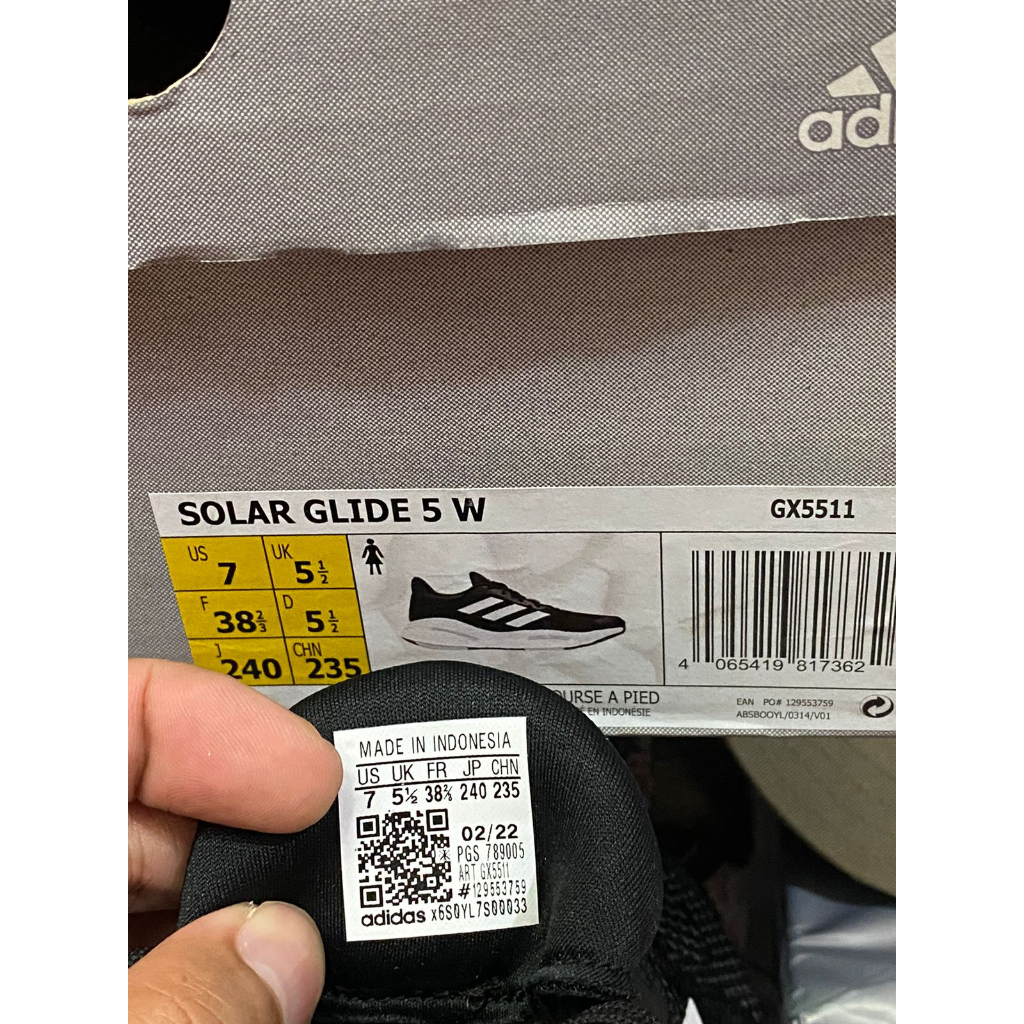 adi
SOLAR GLIDE 5 W
GX5511
US 7 UK 5½
F 38⅔ D 5½
J 240 CHN 235
4 065419 817362
OURSE A PIED
EN INDONÉSIE
EAN PO# 129553759
ABSBOOYL/0314/V01
MADE IN INDONESIA
US UK FR JP CHN
7 5½ 38⅔ 240 235
02/22
PGS 789005
ART GX5511
#129553759
adidas X6S0YL7S00033